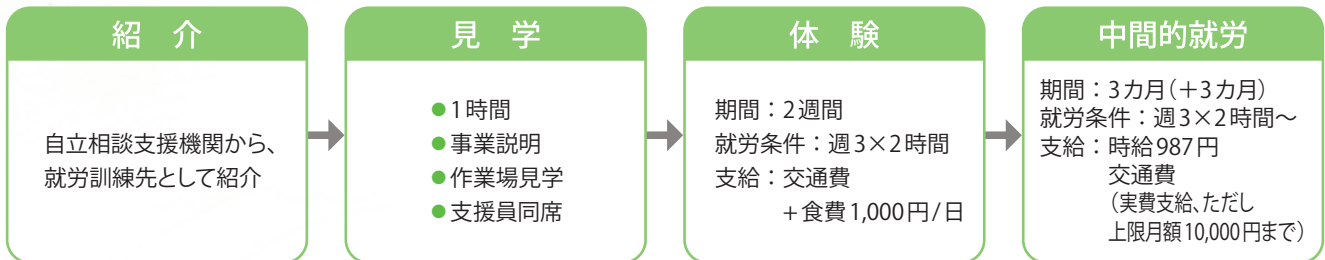 紹　介
自立相談支援機関から、
就労訓練先として紹介
見　学
●1時間
●事業説明
●作業場見学
●支援員同席
体　験
期間：2週間
就労条件：週3×2時間
支給：交通費
＋食費1,000円/日
中間的就労
期間：3カ月（＋3カ月）
就労条件：週3×2時間〜
支給：時給987円
交通費
（実費支給、ただし
上限月額10,000円まで）